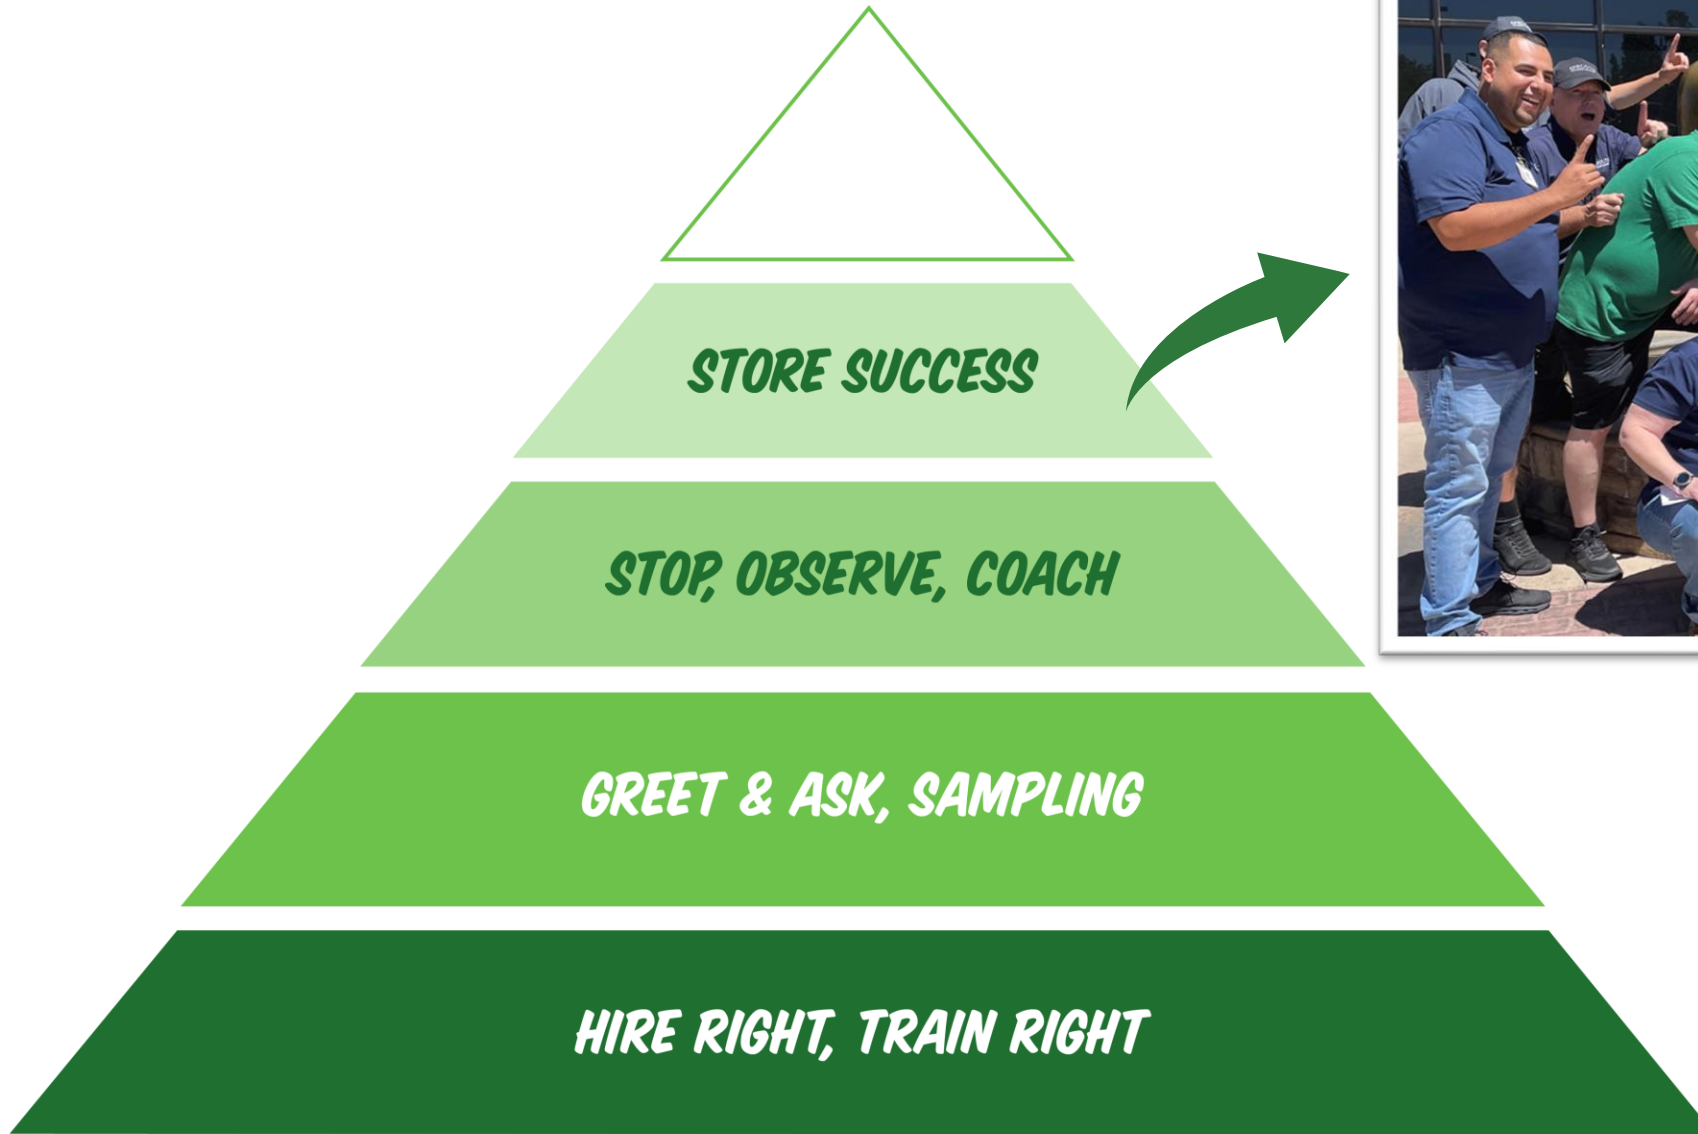 STORE SUCCESS
STOP, OBSERVE, COACH
GREET & ASK, SAMPLING
HIRE RIGHT, TRAIN RIGHT